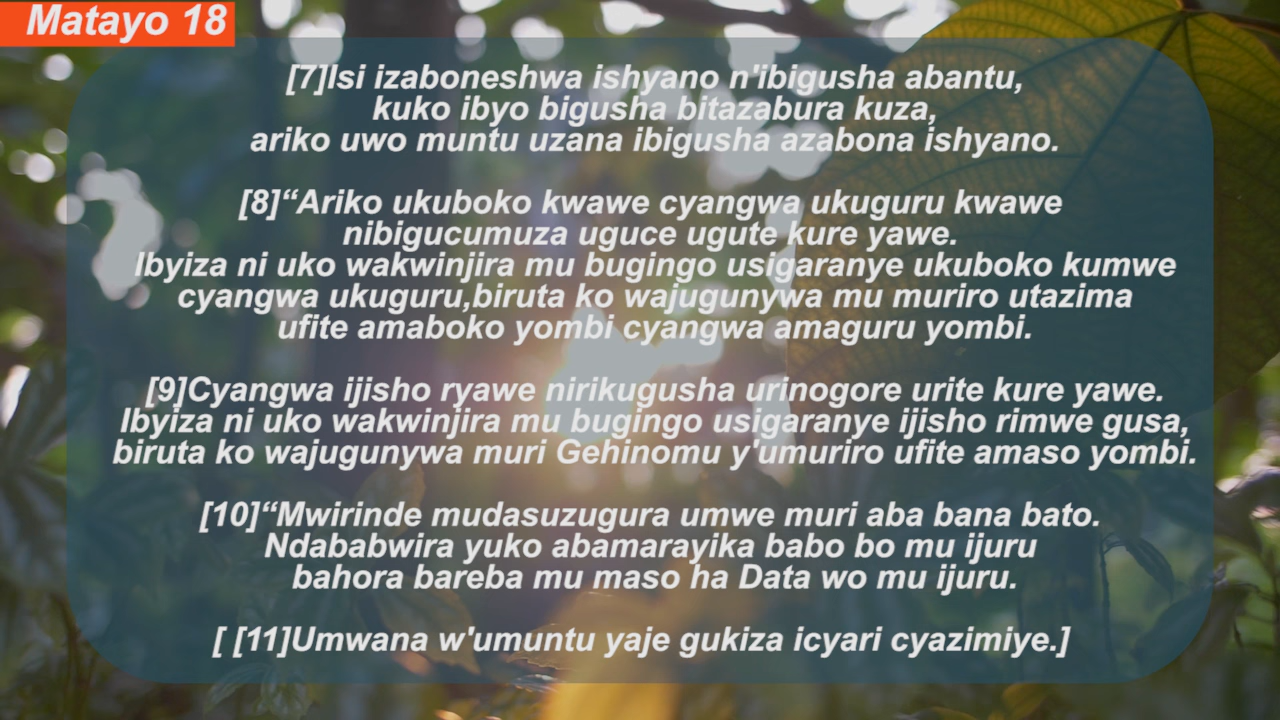 Matayo 18
[7]Isi izaboneshwa ishyano n'ibigusha abantu,
kuko ibyo bigusha bitazabura kuza,
ariko uwo muntu uzana ibigusha azabona ishyano.
[8]“Ariko ukuboko kwawe cyangwa ukuguru kwawe
nibigucumuza uguce ugute kure yawe.
Ibyiza ni uko wakwinjira mu bugingo usigaranye ukuboko kumwe
cyangwa ukuguru,biruta ko wajugunywa mu muriro utazima
ufite amaboko yombi cyangwa amaguru yombi.
[9]Cyangwa ijisho ryawe nirikugusha urinogore urite kure yawe.
Ibyiza ni uko wakwinjira mu bugingo usigaranye ijisho rimwe gusa,
biruta ko wajugunywa muri Gehinomu y'umuriro ufite amaso yombi.
[10]“Mwirinde mudasuzugura umwe muri aba bana bato.
Ndababwira yuko abamarayika babo bo mu ijuru
bahora bareba mu maso ha Data wo mu ijuru.
[ [11]Umwana w'umuntu yaje gukiza icyari cyazimiye.]